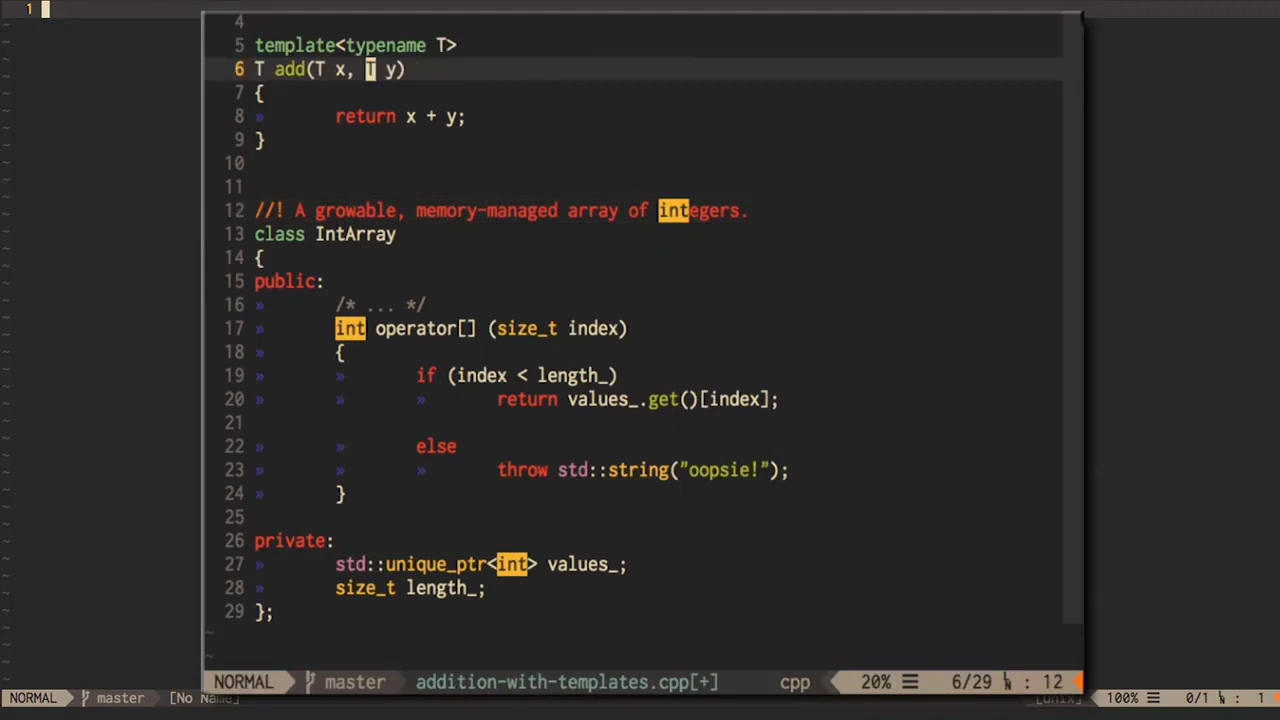 1
4
5 template<typename T>
6 T add(T x, T y)
7 {
8 » return x + y;
9 }
10
11
12 //! A growable, memory-managed array of integers.
13 class IntArray
14 {
15 public:
16 » /* ... */
17 » int operator[] (size_t index)
18 » {
19 » » if (index < length_)
20 » » » return values_.get()[index];
21
22 » » else
23 » » » throw std::string("oopsie!");
24 » }
25
26 private:
27 » std::unique_ptr<int> values_;
28 » size_t length_;
29 };
NORMAL master addition-with-templates.cpp[+] cpp 20% ☰ 6/29 : 12
NORMAL master [No Name] [unix] 100% ☰ 0/1 : 1